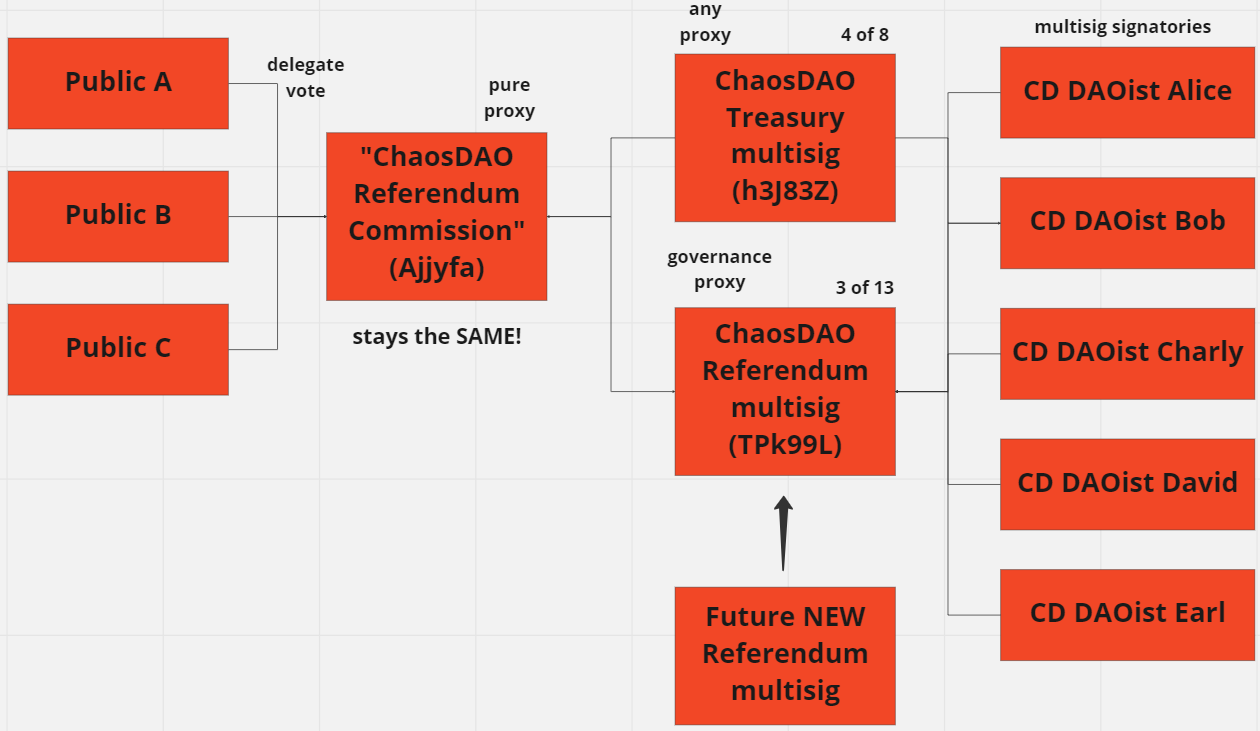 Public A
Public B
Public C
delegate
vote
pure
proxy
"ChaosDAO
Referendum
Commission"
(Ajjyfa)
stays the SAME!
any
proxy
4 of 8
ChaosDAO
Treasury
multisig
(h3J83Z)
governance
proxy
3 of 13
ChaosDAO
Referendum
multisig
(TPk99L)
Future NEW
Referendum
multisig
multisig signatories
CD DAOist Alice
CD DAOist Bob
CD DAOist Charly
CD DAOist David
CD DAOist Earl